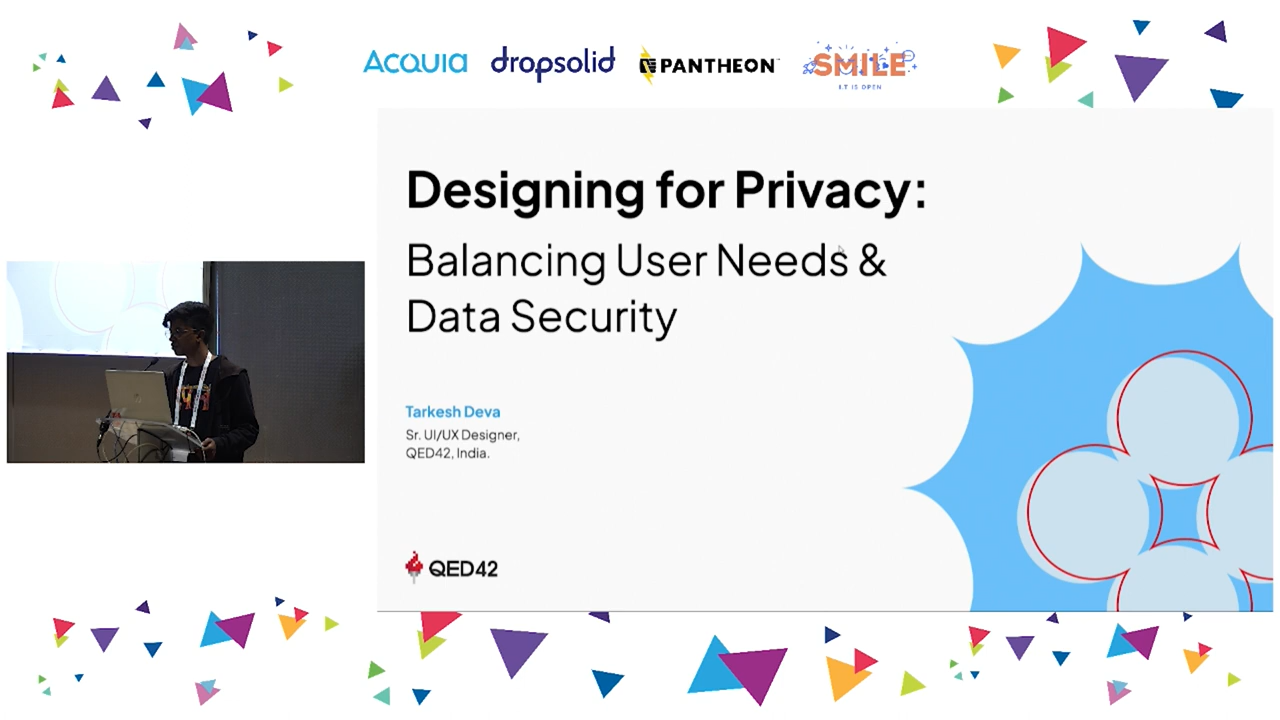 Acquia
dropsolid
PANTHEON
SMILE
I.T IS OPEN
Designing for Privacy:
Balancing User Needs &
Data Security
Tarkesh Deva
Sr. UI/UX Designer,
QED42, India.
QED42